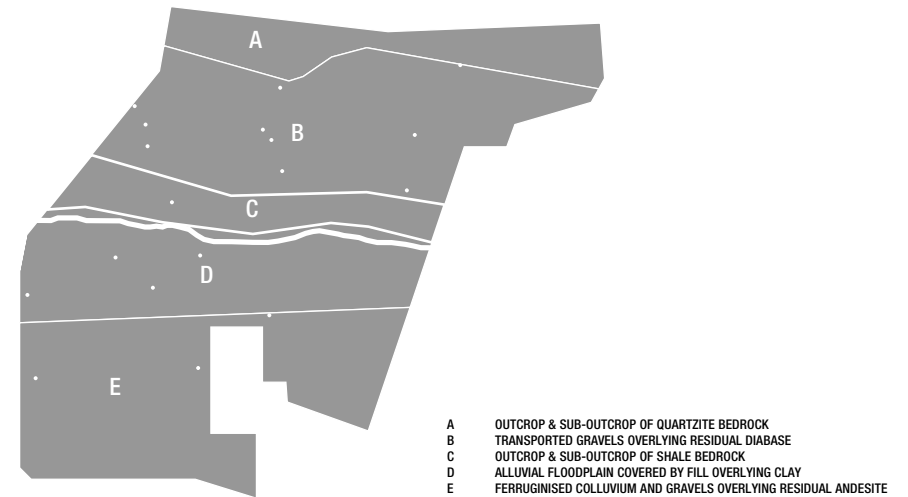 A
B
C
D
E
A OUTCROP & SUB-OUTCROP OF QUARTZITE BEDROCK
B TRANSPORTED GRAVELS OVERLYING RESIDUAL DIABASE
C OUTCROP & SUB-OUTCROP OF SHALE BEDROCK
D ALLUVIAL FLOODPLAIN COVERED BY FILL OVERLYING CLAY
E FERRUGINISED COLLUVIUM AND GRAVELS OVERLYING RESIDUAL ANDESITE